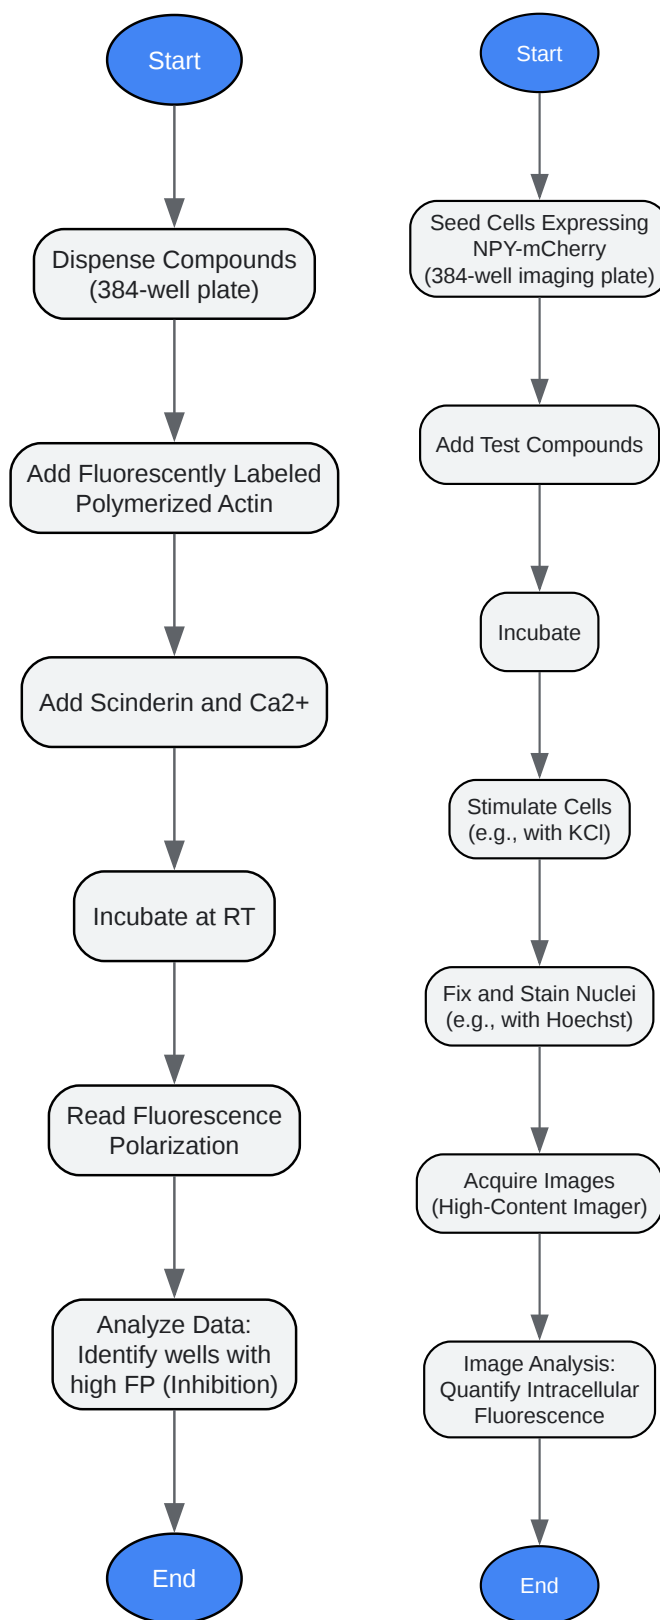 Start
Dispense Compounds
(384-well plate)
Add Fluorescently Labeled
Polymerized Actin
Add Scinderin and Ca2+
Incubate at RT
Read Fluorescence
Polarization
Analyze Data:
Identify wells with
high FP (Inhibition)
End
Start
Seed Cells Expressing
NPY-mCherry
(384-well imaging plate)
Add Test Compounds
Incubate
Stimulate Cells
(e.g., with KCl)
Fix and Stain Nuclei
(e.g., with Hoechst)
Acquire Images
(High-Content Imager)
Image Analysis:
Quantify Intracellular
Fluorescence
End